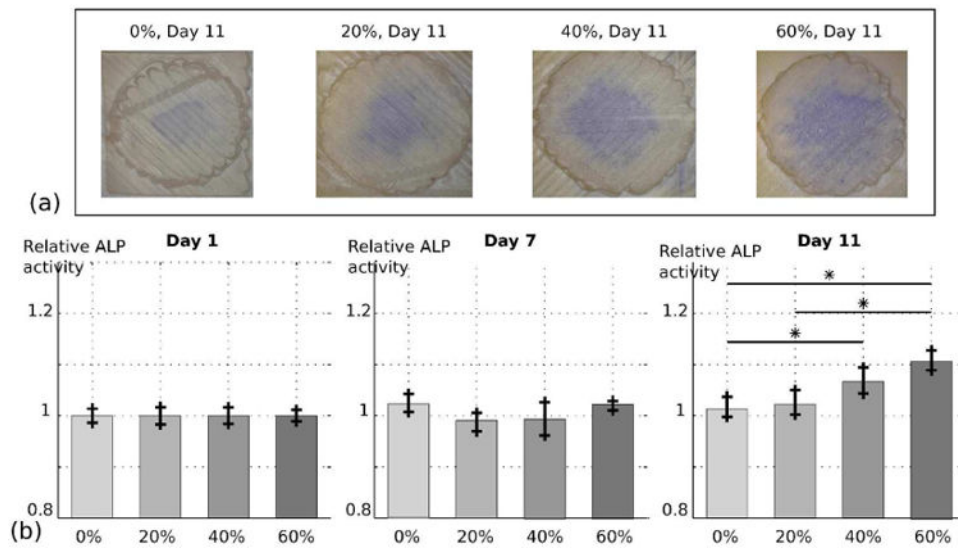 0%, Day 11 20%, Day 11 40%, Day 11 60%, Day 11
(a)
Relative ALP activity
Day 1
1.2
1
0.8
0% 20% 40% 60%
Relative ALP activity
Day 7
1.2
1
0.8
0% 20% 40% 60%
Relative ALP activity
Day 11
*
*
*
1.2
1
0.8
0% 20% 40% 60%
(b)